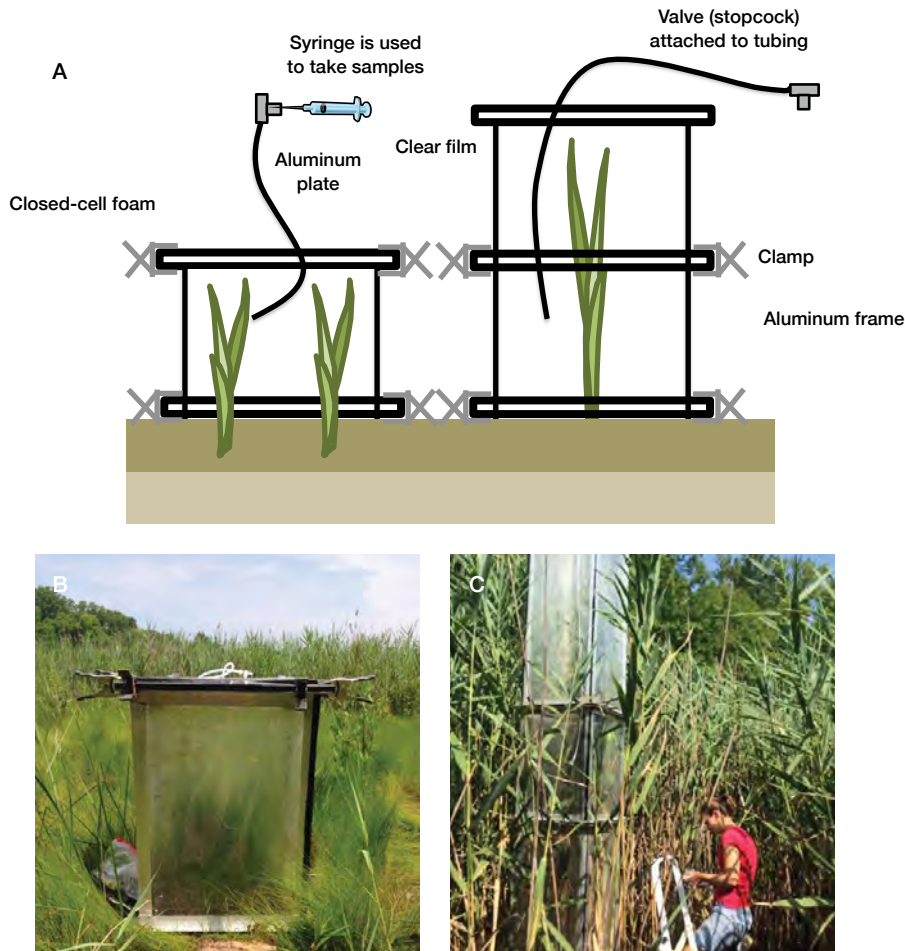 A
Syringe is used
to take samples
Valve (stopcock)
attached to tubing
Aluminum
plate
Clear film
Closed-cell foam
Clamp
Aluminum frame
B
C